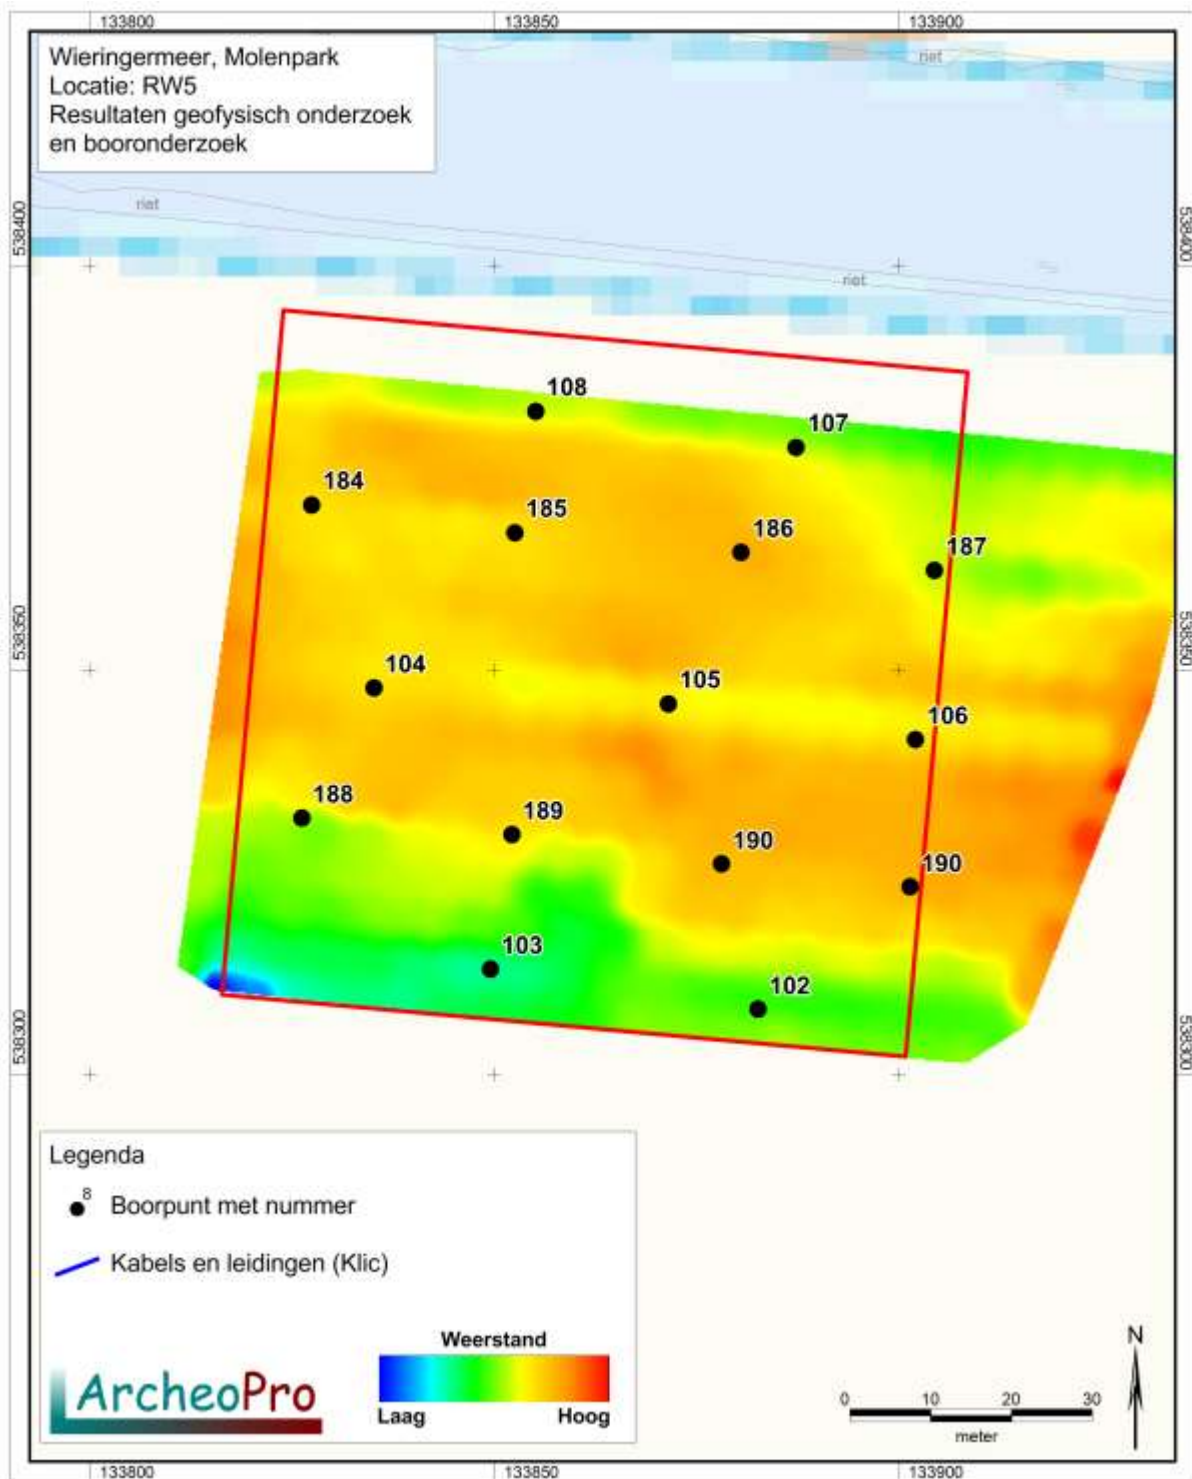 133800
133850
133900
Wieringermeer, Molenpark
Locatie: RW5
Resultaten geofysisch onderzoek
en booronderzoek
riet
riet
riet
538400
538400
108
107
184
185
186
187
538350
538350
104
105
106
188
189
190
190
103
102
538300
538300
Legenda
8
Boorpunt met nummer
Kabels en leidingen (Klic)
Weerstand
Laag
Hoog
ArcheoPro
0
10
20
30
meter
N
133800
133850
133900